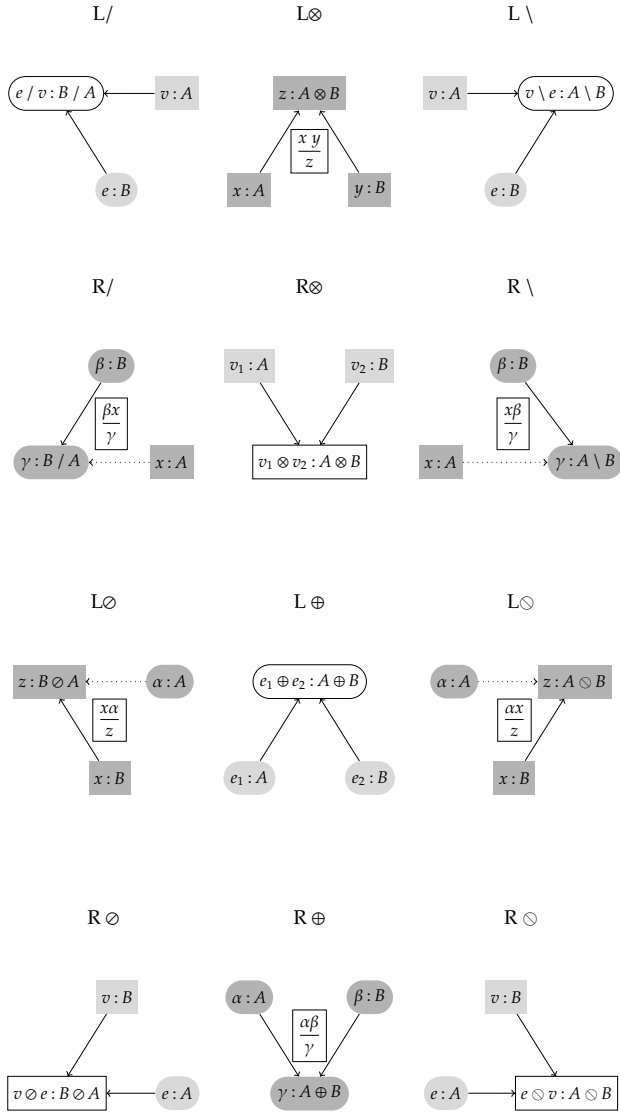 L/ L⊗ L \
e / v : B / A v : A z : A ⊗ B v : A v \ e : A \ B
x y
z
e : B x : A y : B e : B
R/ R⊗ R \
β : B v₁ : A v₂ : B β : B
βx xβ
γ γ
γ : B / A x : A v₁ ⊗ v₂ : A ⊗ B x : A γ : A \ B
L⊘ L ⊕ L⦸
z : B ⊘ A α : A e₁ ⊕ e₂ : A ⊕ B α : A z : A ⦸ B
xα αx
z z
x : B e₁ : A e₂ : B x : B
R ⊘ R ⊕ R ⦸
v : B α : A β : B v : B
αβ
γ
v ⊘ e : B ⊘ A e : A γ : A ⊕ B e : A e ⦸ v : A ⦸ B